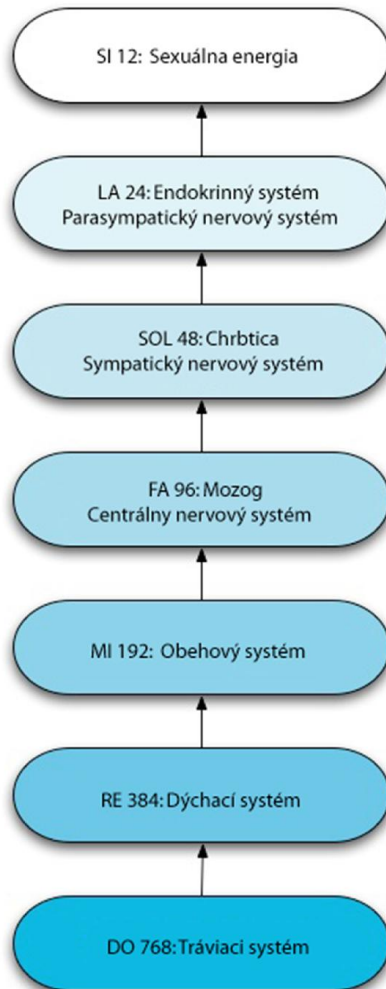 SI 12: Sexuálna energia
LA 24: Endokrinný systém
Parasympatický nervový systém
SOL 48: Chrbtica
Sympatický nervový systém
FA 96: Mozog
Centrálny nervový systém
MI 192: Obehový systém
RE 384: Dýchací systém
DO 768: Tráviaci systém